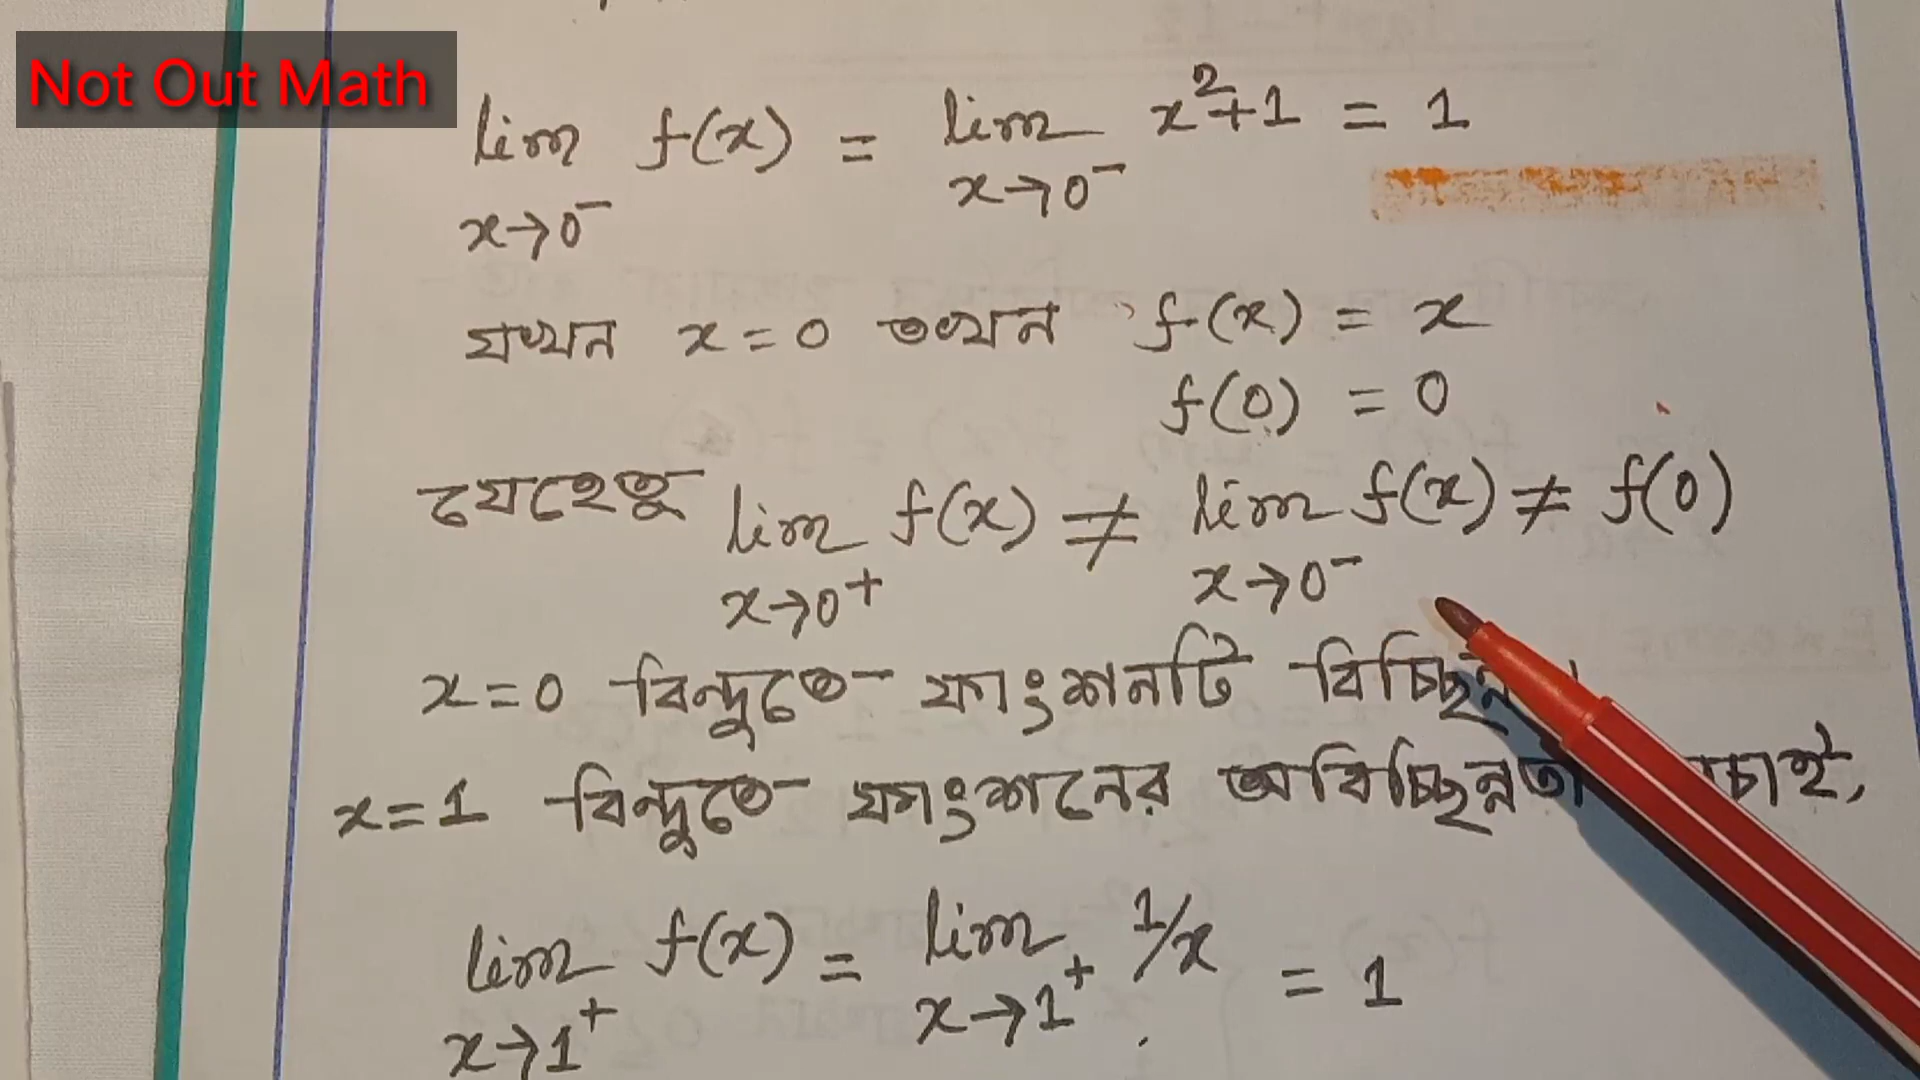 Not Out Math
lim f(x) = lim x²+1 = 1
x→0⁻ x→0⁻
যখন x=0 তখন f(x) = x
f(0) = 0
যেহেতু lim f(x) ≠ lim f(x) ≠ f(0)
x→0⁺ x→0⁻
x=0 বিন্দুতে ফাংশনটি বিচ্ছিন্ন
x=1 বিন্দুতে ফাংশনের অবিচ্ছিন্নতা
lim f(x) = lim 1/x = 1
x→1⁺ x→1⁺